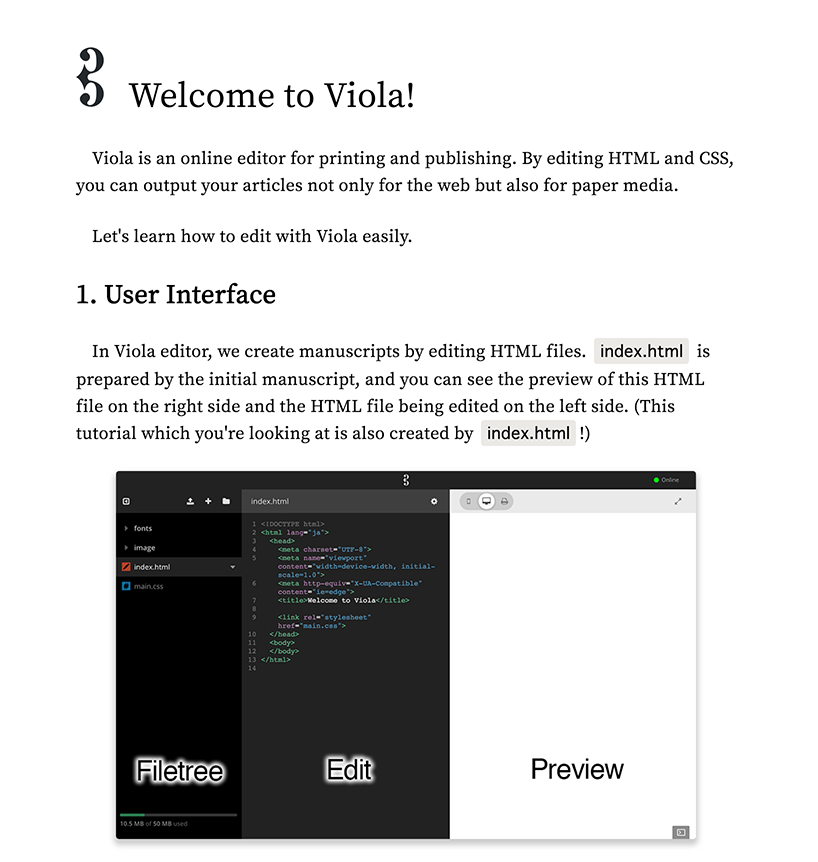 Welcome to Viola!
Viola is an online editor for printing and publishing. By editing HTML and CSS,
you can output your articles not only for the web but also for paper media.
Let's learn how to edit with Viola easily.
1. User Interface
In Viola editor, we create manuscripts by editing HTML files. index.html is
prepared by the initial manuscript, and you can see the preview of this HTML
file on the right side and the HTML file being edited on the left side. (This
tutorial which you're looking at is also created by index.html !)
Online
index.html
fonts
image
index.html
main.css
1 <!DOCTYPE html>
2 <html lang="ja">
3 <head>
4 <meta charset="UTF-8">
5 <meta name="viewport"
content="width=device-width, initial-
scale=1.0">
6 <meta http-equiv="X-UA-Compatible"
content="ie=edge">
7 <title>Welcome to Viola</title>
8
9 <link rel="stylesheet"
href="main.css">
10 </head>
11 <body>
12 </body>
13 </html>
14
Filetree
Edit
Preview
10.5 MB of 50 MB used